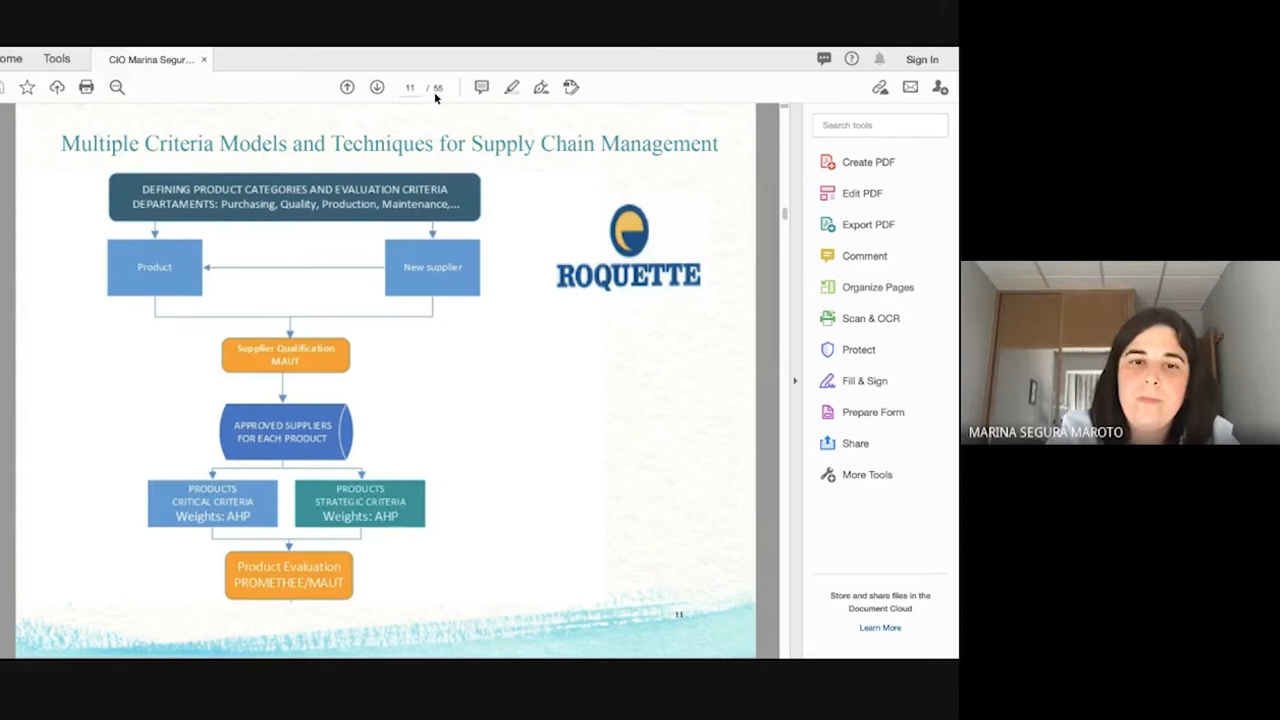 ome
Tools
CIO Marina Segur...
Sign In
11 / 55
Multiple Criteria Models and Techniques for Supply Chain Management
DEFINING PRODUCT CATEGORIES AND EVALUATION CRITERIA
DEPARTAMENTS: Purchasing, Quality, Production, Maintenance,...
Product
New supplier
ROQUETTE
Supplier Qualification
MAUT
APPROVED SUPPLIERS
FOR EACH PRODUCT
PRODUCTS
CRITICAL CRITERIA
Weights: AHP
PRODUCTS
STRATEGIC CRITERIA
Weights: AHP
Product Evaluation
PROMETHEE/MAUT
11
Search tools
Create PDF
Edit PDF
Export PDF
Comment
Organize Pages
Scan & OCR
Protect
Fill & Sign
Prepare Form
Share
More Tools
Store and share files in the
Document Cloud
Learn More
MARINA SEGURA MAROTO